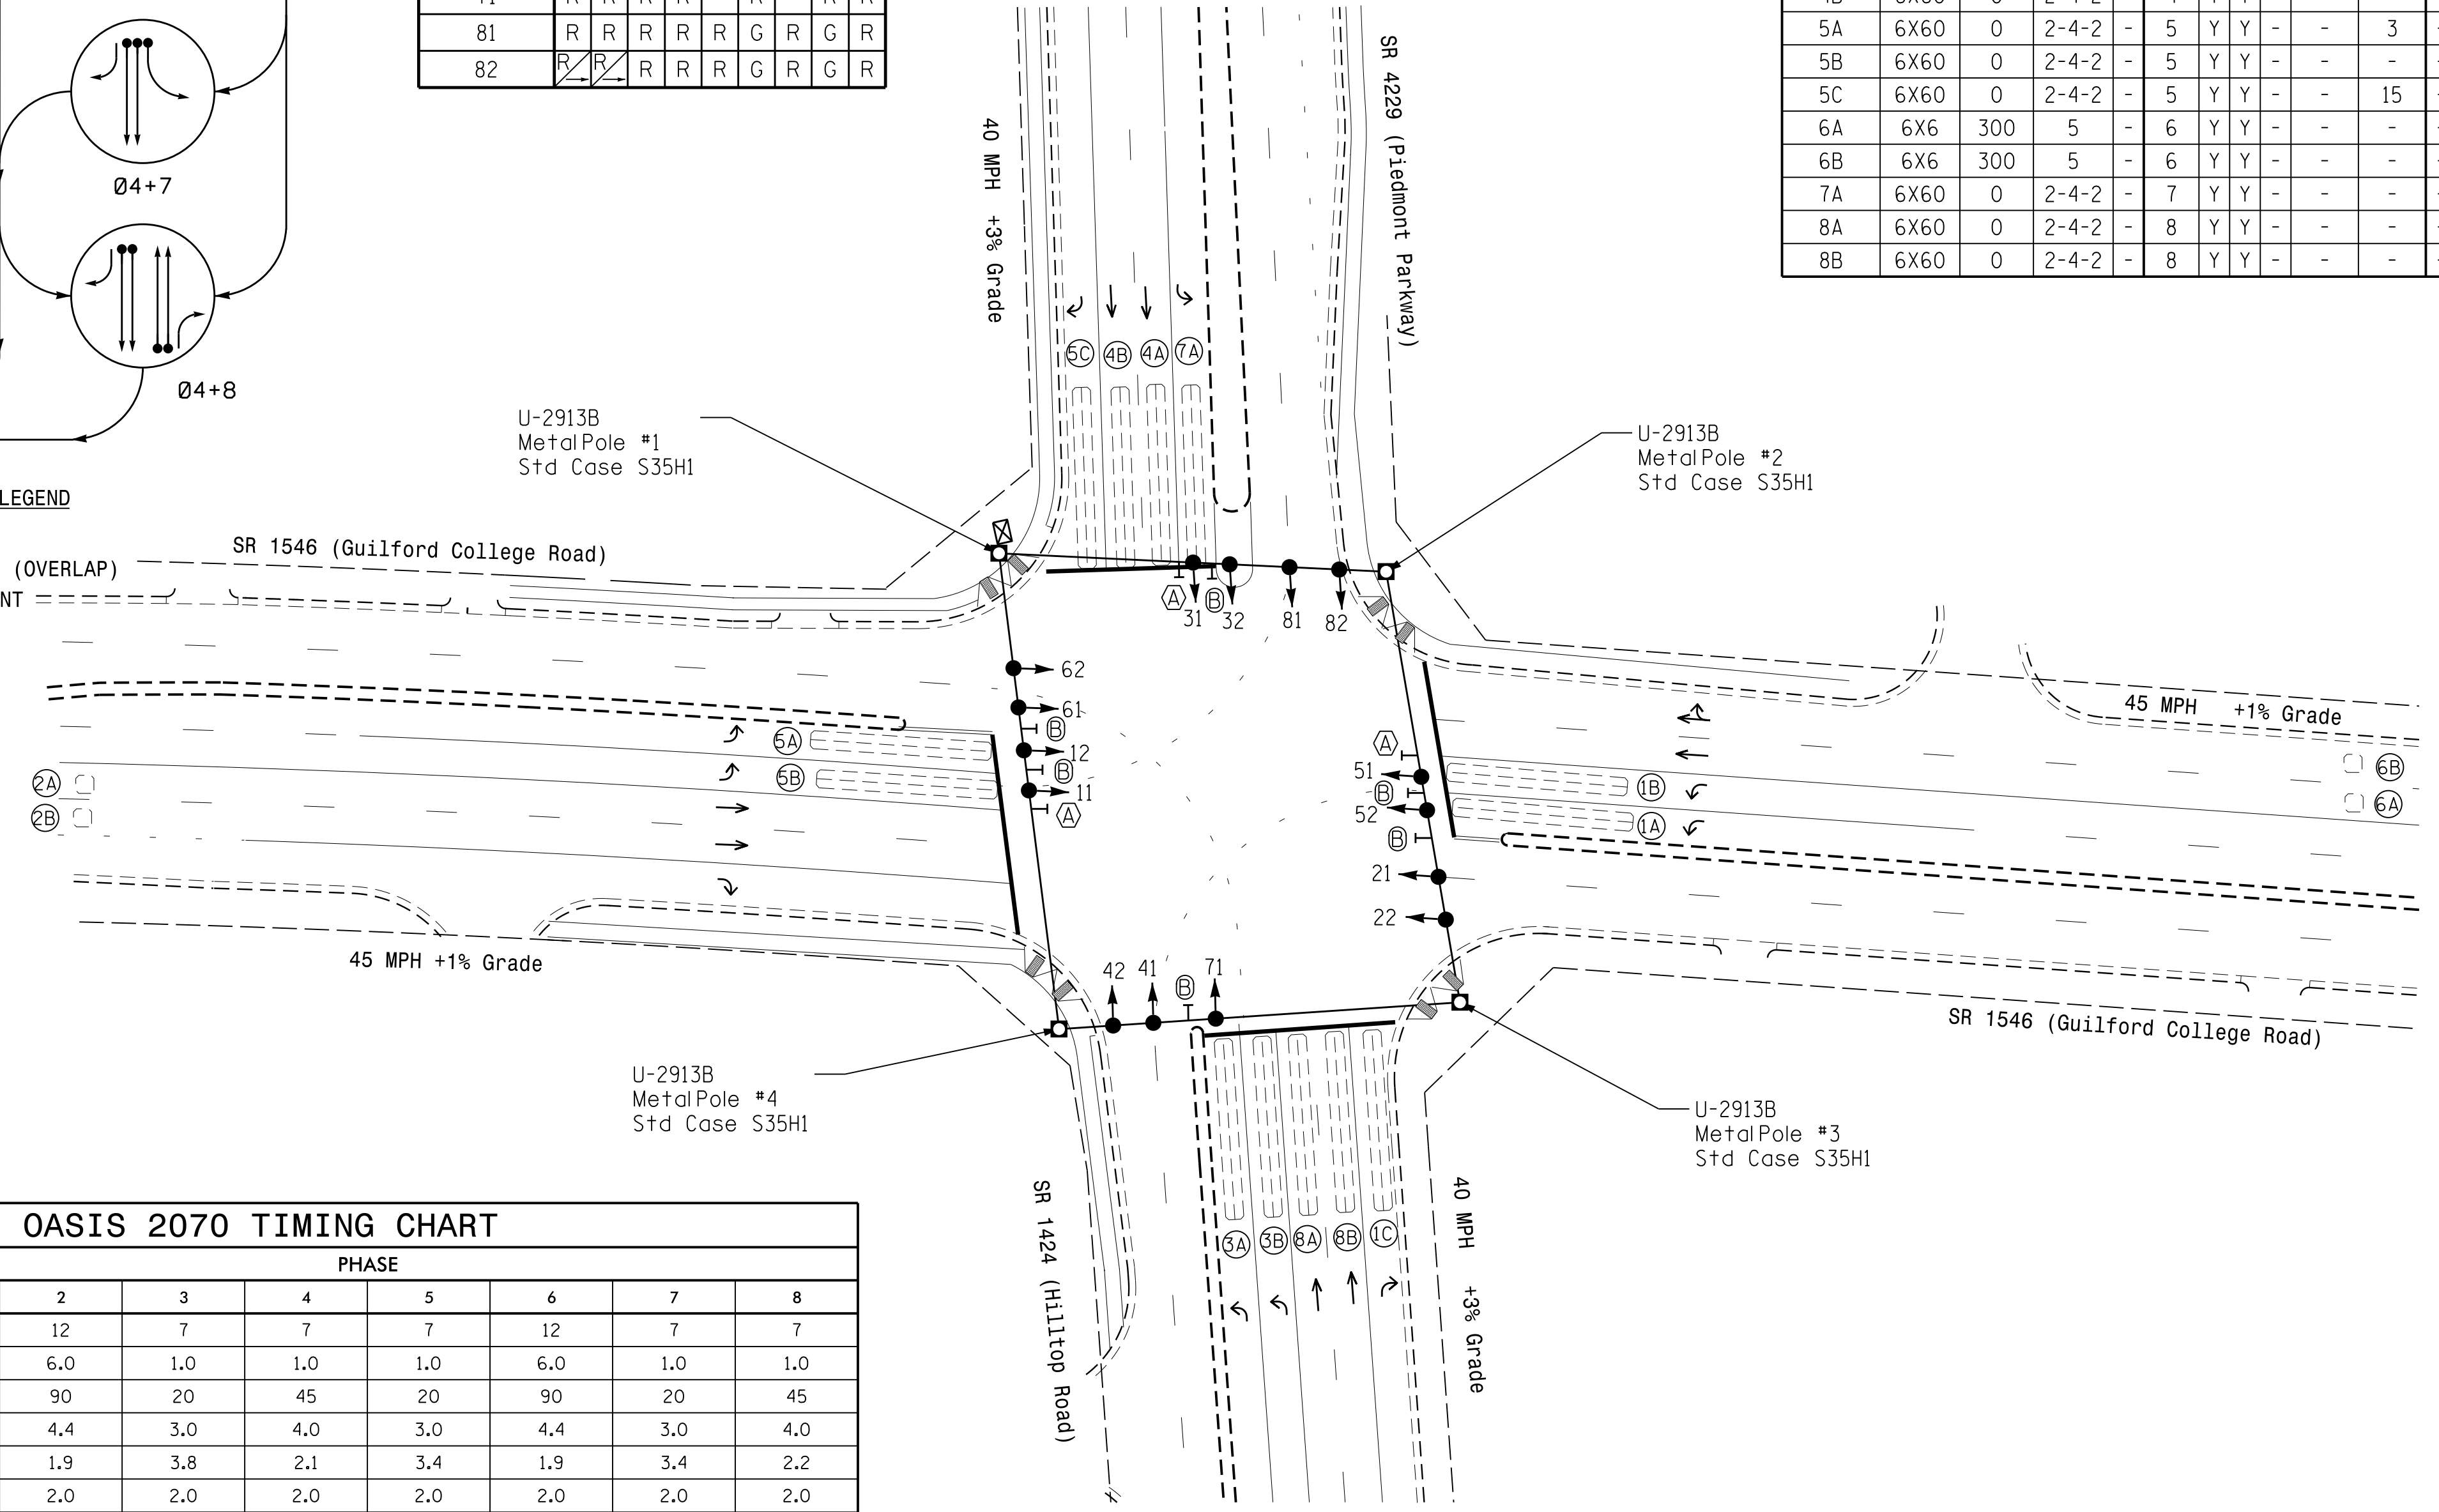 81 R R R R R G R G R
82 R R R R R G R G R
5A 6X60 0 2-4-2 - 5 Y Y - - 3
5B 6X60 0 2-4-2 - 5 Y Y - - -
5C 6X60 0 2-4-2 - 5 Y Y - - 15
6A 6X6 300 5 - 6 Y Y - - -
6B 6X6 300 5 - 6 Y Y - - -
7A 6X60 0 2-4-2 - 7 Y Y - - -
8A 6X60 0 2-4-2 - 8 Y Y - - -
8B 6X60 0 2-4-2 - 8 Y Y - - -
Ø4+7
Ø4+8
LEGEND
(OVERLAP)
40 MPH +3% Grade
SR 4229 (Piedmont Parkway)
5C 4B 4A 7A
U-2913B
Metal Pole #1
Std Case S35H1
U-2913B
Metal Pole #2
Std Case S35H1
SR 1546 (Guilford College Road)
A 31 B 32 81 82
62
61
B
12
B
11
A
45 MPH +1% Grade
5A
5B
2A
2B
A
51
B
52
B
21
22
1B
1A
6B
6A
45 MPH +1% Grade
42 41 B 71
SR 1546 (Guilford College Road)
U-2913B
Metal Pole #4
Std Case S35H1
U-2913B
Metal Pole #3
Std Case S35H1
3A 3B 8A 8B 1C
SR 1424 (Hilltop Road)
40 MPH +3% Grade
OASIS 2070 TIMING CHART
PHASE
2 3 4 5 6 7 8
12 7 7 7 12 7 7
6.0 1.0 1.0 1.0 6.0 1.0 1.0
90 20 45 20 90 20 45
4.4 3.0 4.0 3.0 4.4 3.0 4.0
1.9 3.8 2.1 3.4 1.9 3.4 2.2
2.0 2.0 2.0 2.0 2.0 2.0 2.0